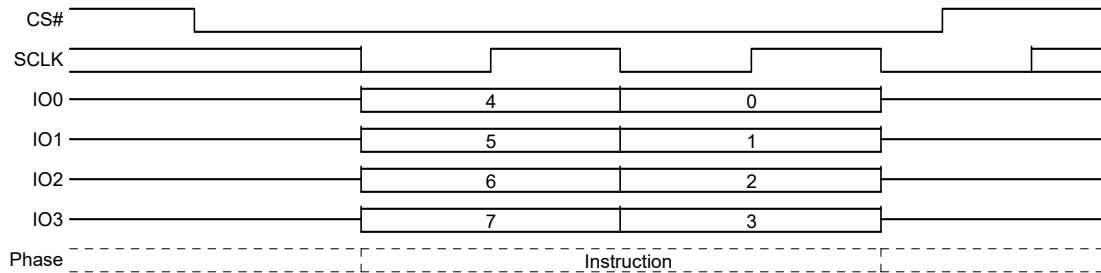 CS#
SCLK
IO0 4 0
IO1 5 1
IO2 6 2
IO3 7 3
Phase Instruction